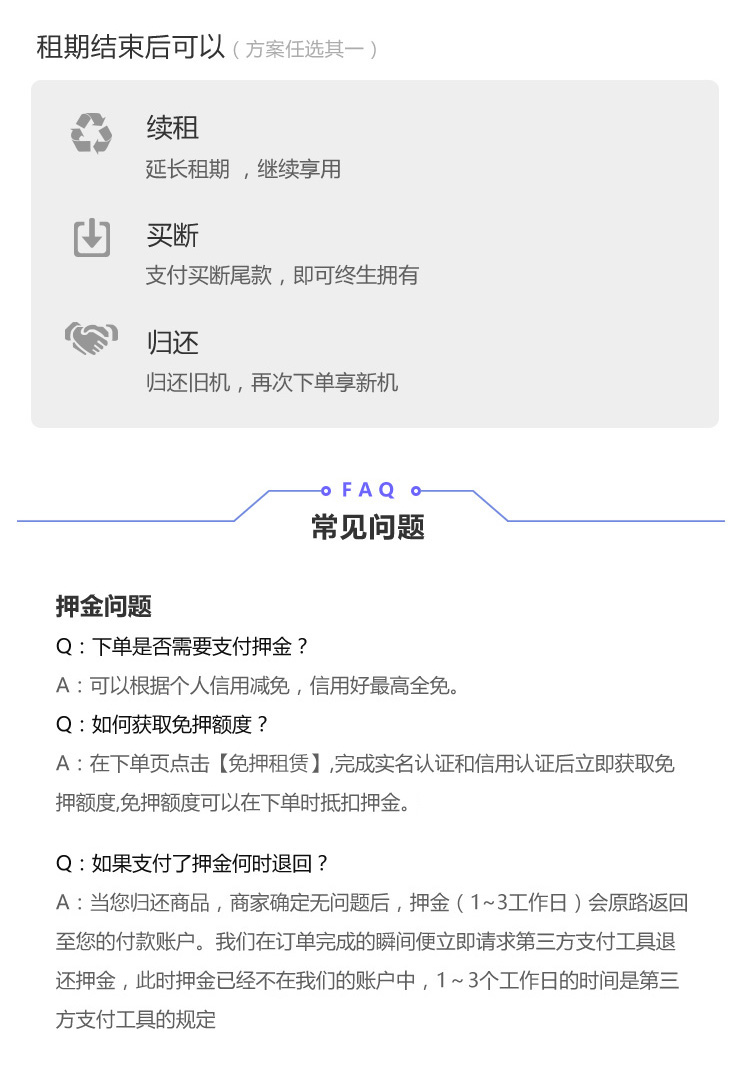 租期结束后可以（方案任选其一）
续租
延长租期 ，继续享用
买断
支付买断尾款，即可终生拥有
归还
归还旧机，再次下单享新机
FAQ
常见问题
押金问题
Q：下单是否需要支付押金？
A：可以根据个人信用减免，信用好最高全免。
Q：如何获取免押额度？
A：在下单页点击【免押租赁】,完成实名认证和信用认证后立即获取免
押额度,免押额度可以在下单时抵扣押金。
Q：如果支付了押金何时退回？
A：当您归还商品，商家确定无问题后，押金（1~3工作日）会原路返回
至您的付款账户。我们在订单完成的瞬间便立即请求第三方支付工具退
还押金，此时押金已经不在我们的账户中，1～3个工作日的时间是第三
方支付工具的规定